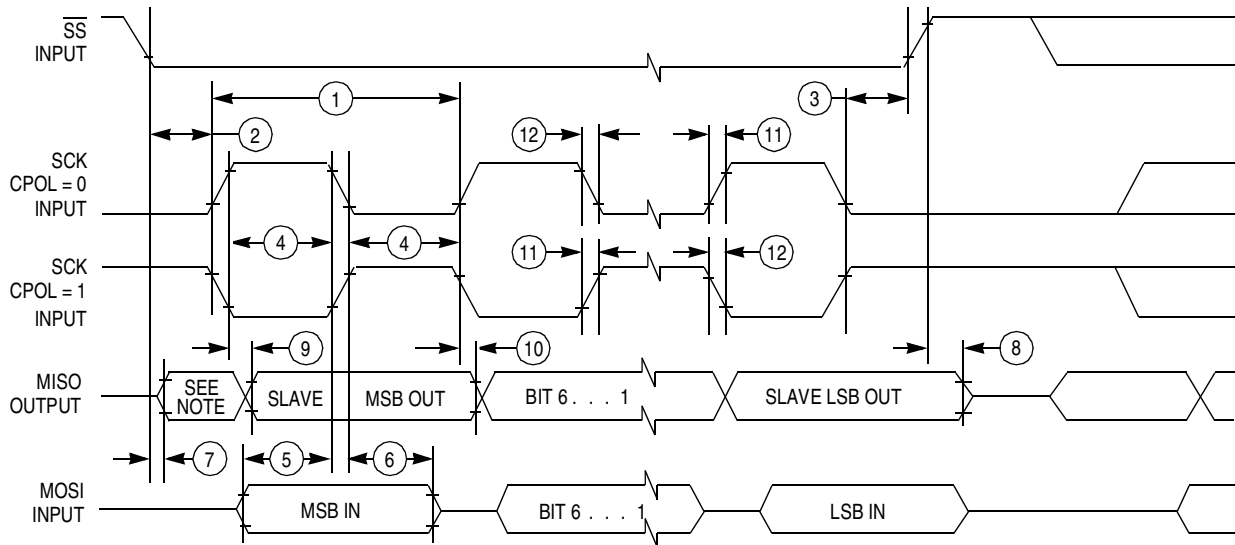 SS
INPUT
1
3
2
12
11
SCK
CPOL = 0
INPUT
4
4
11
12
SCK
CPOL = 1
INPUT
9
10
8
MISO
OUTPUT
SEE
NOTE
SLAVE
MSB OUT
BIT 6 . . . 1
SLAVE LSB OUT
7
5
6
MOSI
INPUT
MSB IN
BIT 6 . . . 1
LSB IN